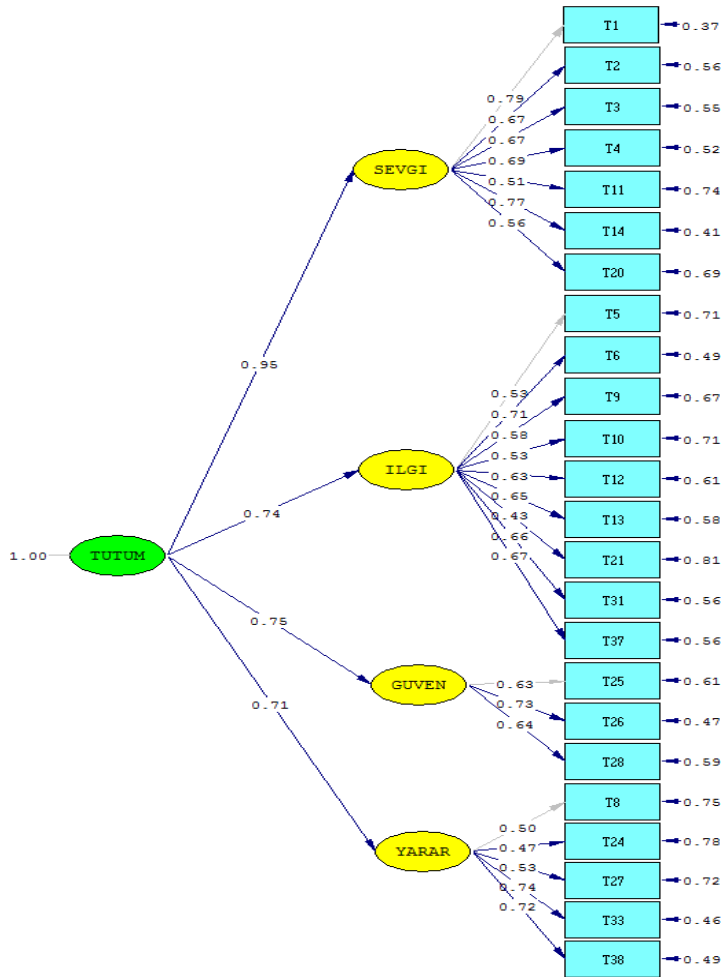 T1 0.37
T2 0.56
0.79
T3 0.55
0.67
0.67
T4 0.52
0.69
SEVGI
T11 0.74
0.51
0.77
0.56
T14 0.41
T20 0.69
T5 0.71
T6 0.49
0.95
0.53
T9 0.67
0.71
0.58
T10 0.71
0.53
ILGI
0.63
T12 0.61
0.65
0.74
0.43
T13 0.58
0.66
0.67
1.00 TUTUM
T21 0.81
T31 0.56
0.75
T37 0.56
GUVEN
0.63
T25 0.61
0.73
0.71
T26 0.47
0.64
T28 0.59
T8 0.75
0.50
T24 0.78
0.47
YARAR
0.53
T27 0.72
0.74
0.72
T33 0.46
T38 0.49